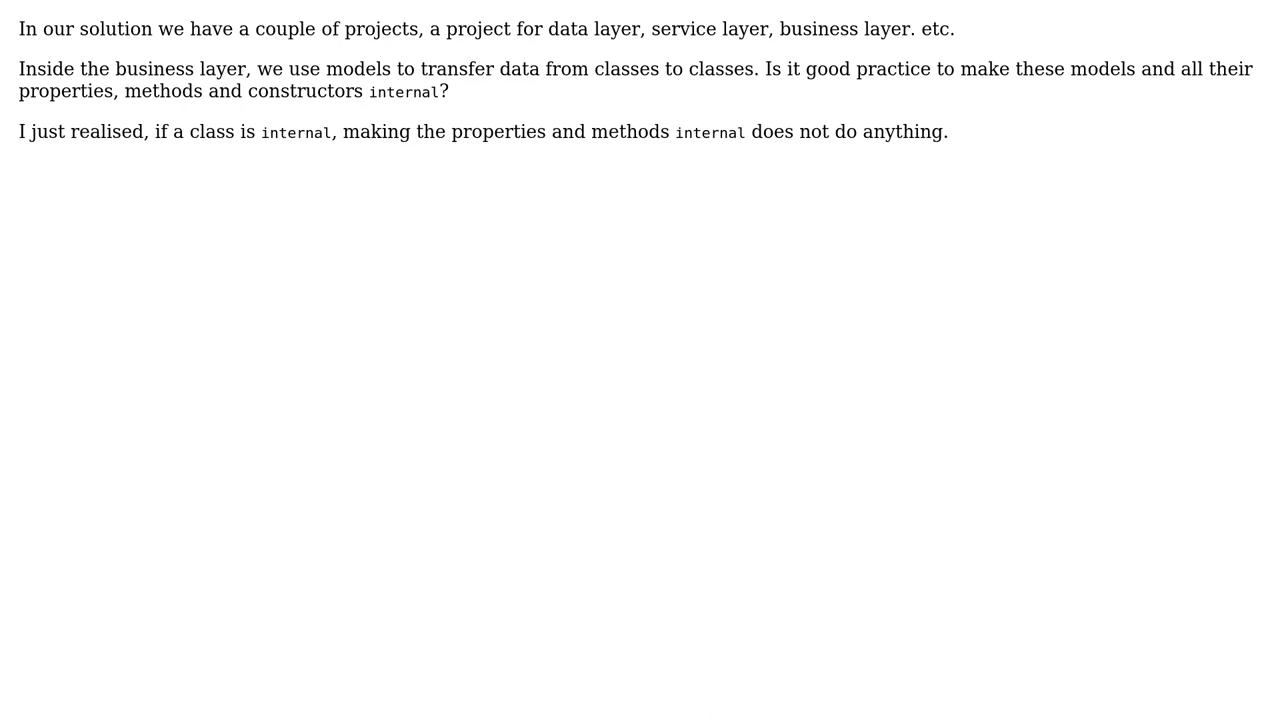 In our solution we have a couple of projects, a project for data layer, service layer, business layer. etc.
Inside the business layer, we use models to transfer data from classes to classes. Is it good practice to make these models and all their
properties, methods and constructors internal?
I just realised, if a class is internal, making the properties and methods internal does not do anything.